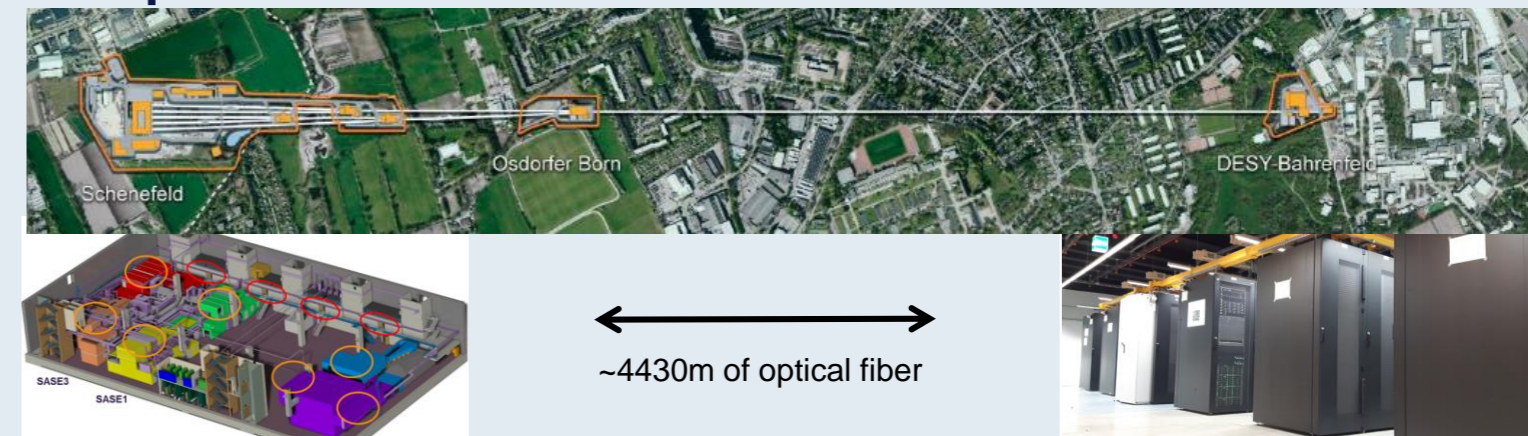 Schenefeld
Osdorfer Born
DESY-Bahrenfeld
SASE3
SASE1
~4430m of optical fiber